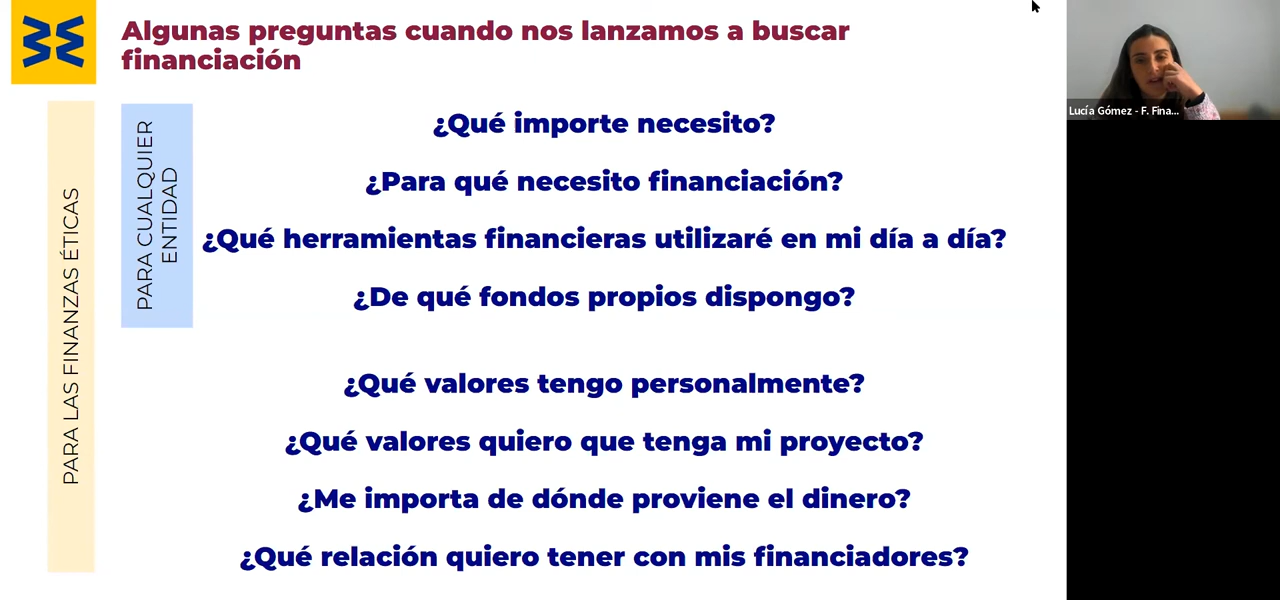 Algunas preguntas cuando nos lanzamos a buscar
financiación
PARA LAS FINANZAS ÉTICAS
PARA CUALQUIER
ENTIDAD
¿Qué importe necesito?
¿Para qué necesito financiación?
¿Qué herramientas financieras utilizaré en mi día a día?
¿De qué fondos propios dispongo?
¿Qué valores tengo personalmente?
¿Qué valores quiero que tenga mi proyecto?
¿Me importa de dónde proviene el dinero?
¿Qué relación quiero tener con mis financiadores?
Lucía Gómez - F. Fina...